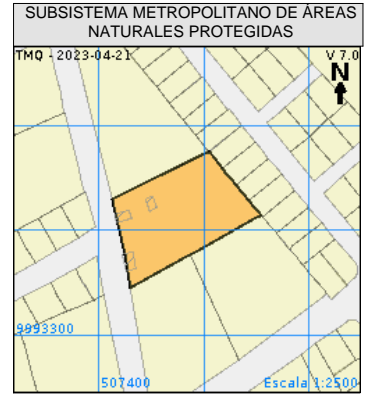 SUBSISTEMA METROPOLITANO DE ÁREAS
NATURALES PROTEGIDAS
TMQ - 2023-04-21
V 7.0
N
9993300
507400
Escala 1:2500